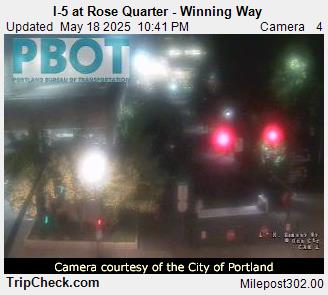 I-5 at Rose Quarter - Winning Way
Updated May 18 2025 10:41 PM Camera 4
PBOT
PORTLAND BUREAU OF TRANSPORTATION
Camera courtesy of the City of Portland
TripCheck.com Milepost302.00